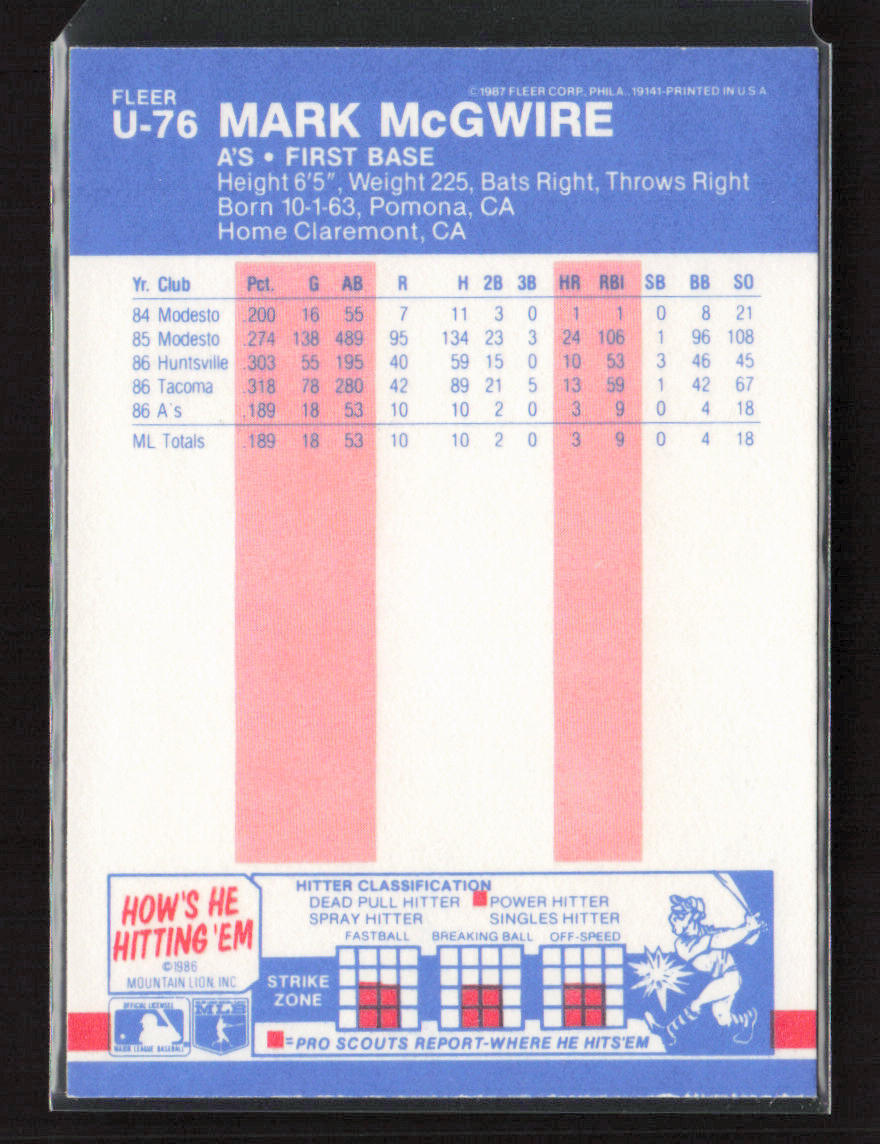 ©1987 FLEER CORP. PHILA. 19141-PRINTED IN U S A
FLEER
U-76 MARK McGWIRE
A'S • FIRST BASE
Height 6'5", Weight 225, Bats Right, Throws Right
Born 10-1-63, Pomona, CA
Home Claremont, CA
Yr. Club Pct. G AB R H 2B 3B HR RBI SB BB SO
84 Modesto .200 16 55 7 11 3 0 1 1 0 8 21
85 Modesto .274 138 489 95 134 23 3 24 106 1 96 108
86 Huntsville .303 55 195 40 59 15 0 10 53 3 46 45
86 Tacoma .318 78 280 42 89 21 5 13 59 1 42 67
86 A's .189 18 53 10 10 2 0 3 9 0 4 18
ML Totals .189 18 53 10 10 2 0 3 9 0 4 18
HOW'S HE
HITTING 'EM
©1986
MOUNTAIN LION, INC
HITTER CLASSIFICATION
DEAD PULL HITTER POWER HITTER
SPRAY HITTER SINGLES HITTER
FASTBALL BREAKING BALL OFF-SPEED
STRIKE
ZONE
=PRO SCOUTS REPORT-WHERE HE HITS'EM
OFFICIAL LICENSEE
MAJOR LEAGUE BASEBALL
MLS